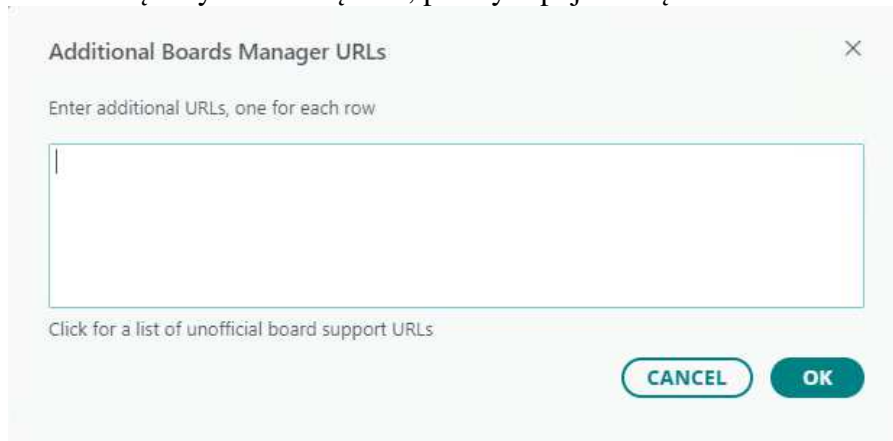 Additional Boards Manager URLs
Enter additional URLs, one for each row
Click for a list of unofficial board support URLs
CANCEL OK